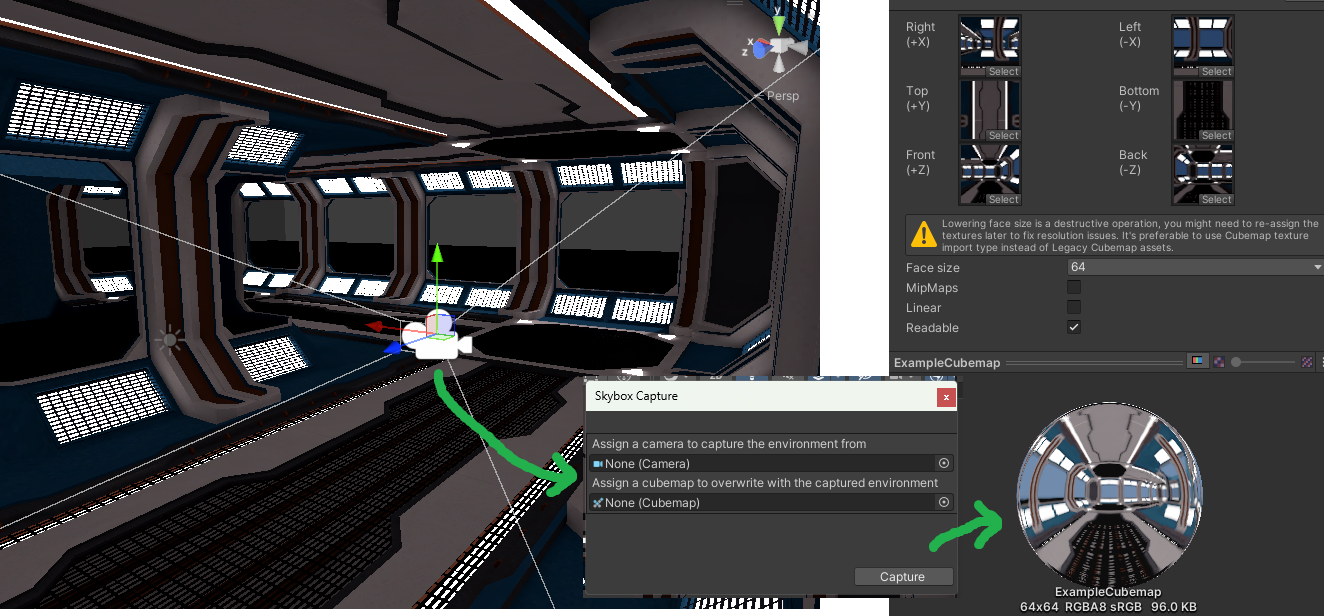 y
x
z
Persp
Right
(+X)
Select
Left
(-X)
Select
Top
(+Y)
Select
Bottom
(-Y)
Select
Front
(+Z)
Select
Back
(-Z)
Select
Lowering face size is a destructive operation, you might need to re-assign the
textures later to fix resolution issues. It's preferable to use Cubemap texture
import type instead of Legacy Cubemap assets.
Face size
64
MipMaps
Linear
Readable
ExampleCubemap
Skybox Capture
x
Assign a camera to capture the environment from
None (Camera)
Assign a cubemap to overwrite with the captured environment
None (Cubemap)
Capture
ExampleCubemap
64x64 RGBA8 sRGB 96.0 KB